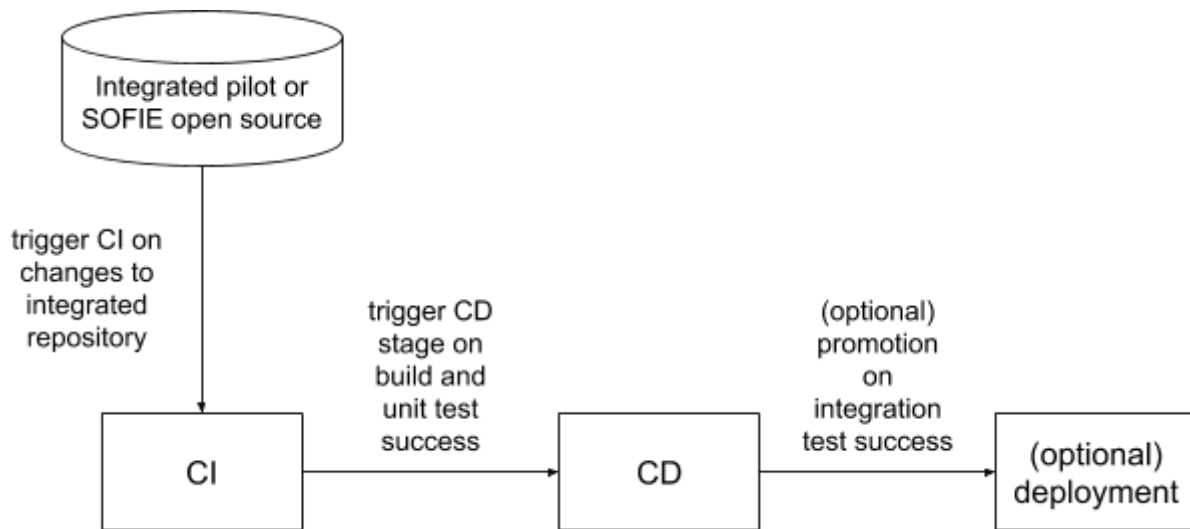 Integrated pilot or
SOFIE open source
trigger CI on
changes to
integrated
repository
trigger CD
stage on
build and
unit test
success
(optional)
promotion
on
integration
test success
CI
CD
(optional)
deployment